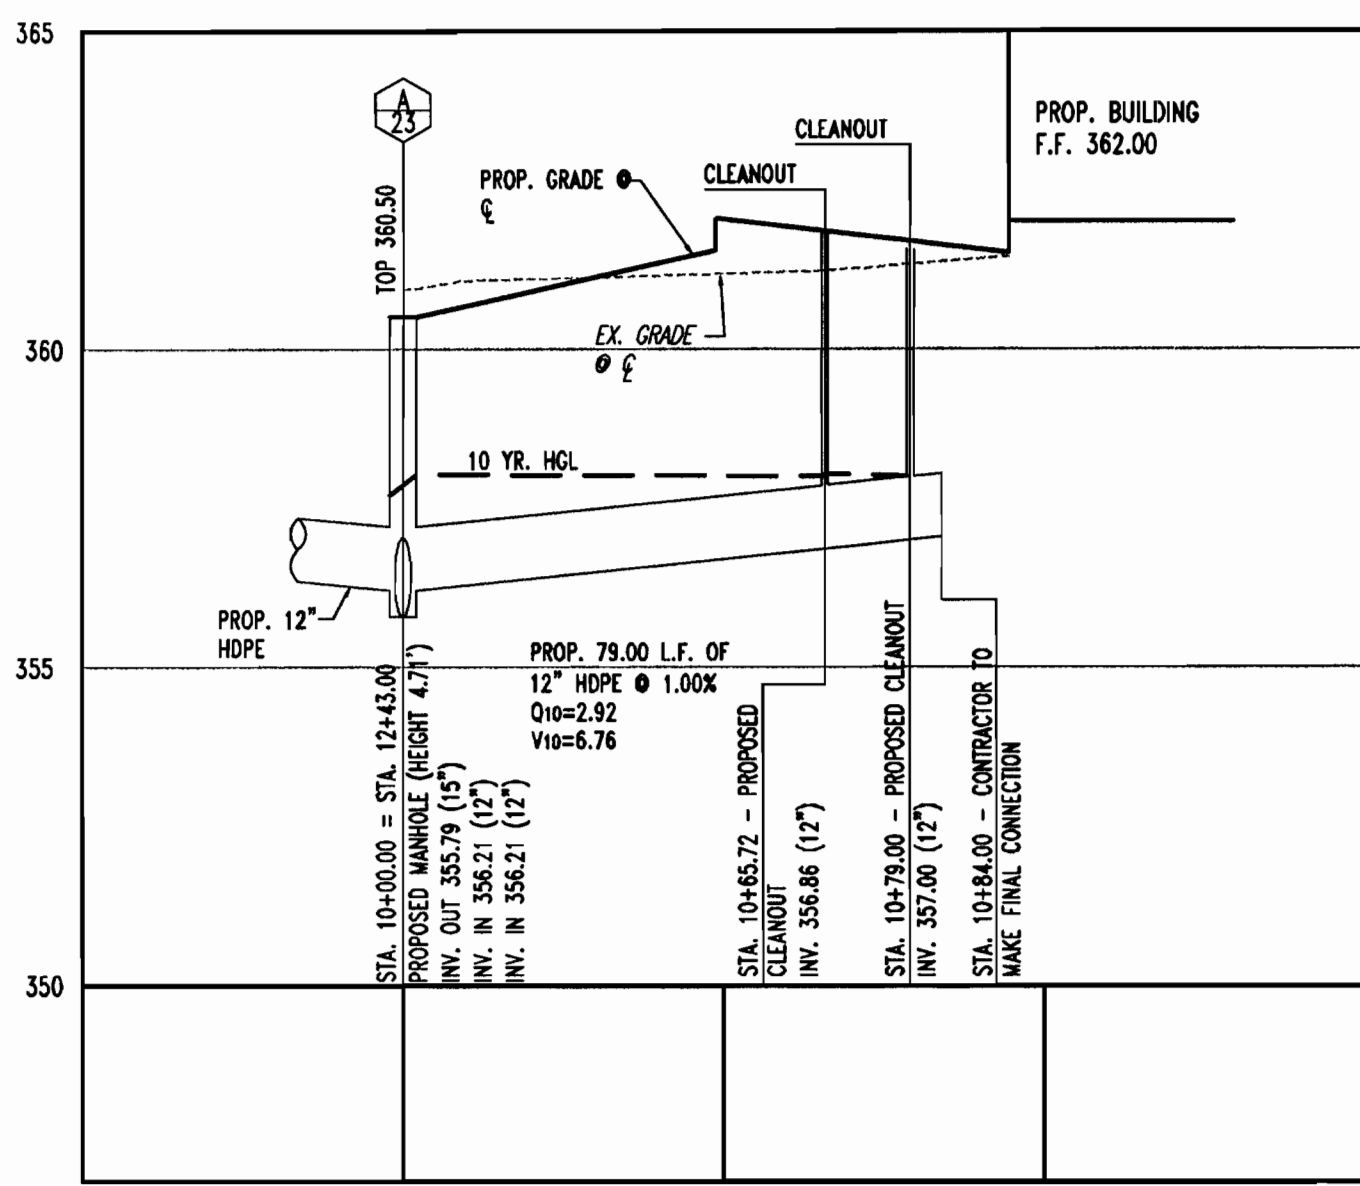 365
A
23
PROP. BUILDING
F.F. 362.00
CLEANOUT
CLEANOUT
PROP. GRADE @
℄
TOP 360.50
EX. GRADE
@ ℄
360
10 YR. HGL
PROP. 12"
HDPE
355
PROP. 79.00 L.F. OF
12" HDPE @ 1.00%
Q10=2.92
V10=6.76
STA. 10+00.00 = STA. 12+43.00
PROPOSED MANHOLE (HEIGHT 4.71')
INV. OUT 355.79 (15")
INV. IN 356.21 (12")
INV. IN 356.21 (12")
STA. 10+65.72 - PROPOSED
CLEANOUT
INV. 356.86 (12")
STA. 10+79.00 - PROPOSED CLEANOUT
INV. 357.00 (12")
STA. 10+84.00 - CONTRACTOR TO
MAKE FINAL CONNECTION
350